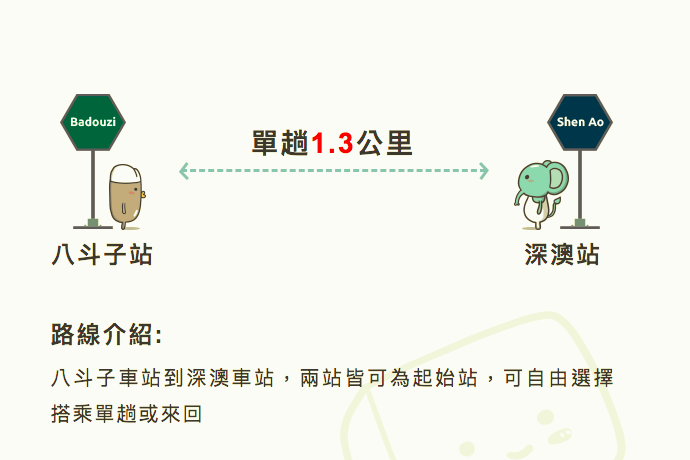 Badouzi
Shen Ao
單趟1.3公里
八斗子站
深澳站
路線介紹:
八斗子車站到深澳車站，兩站皆可為起始站，可自由選擇
搭乘單趟或來回